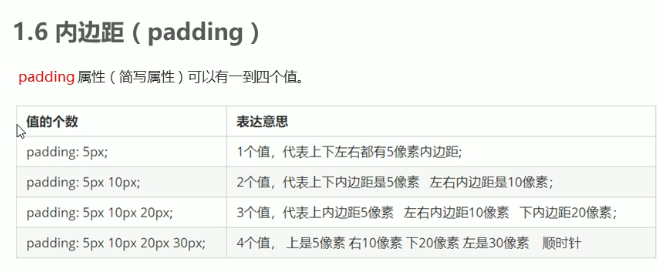 1.6 内边距（padding）
padding 属性（简写属性）可以有一到四个值。
值的个数 表达意思
padding: 5px; 1个值，代表上下左右都有5像素内边距;
padding: 5px 10px; 2个值，代表上下内边距是5像素 左右内边距是10像素；
padding: 5px 10px 20px; 3个值，代表上内边距5像素 左右内边距10像素 下内边距20像素；
padding: 5px 10px 20px 30px; 4个值， 上是5像素 右10像素 下20像素 左是30像素 顺时针